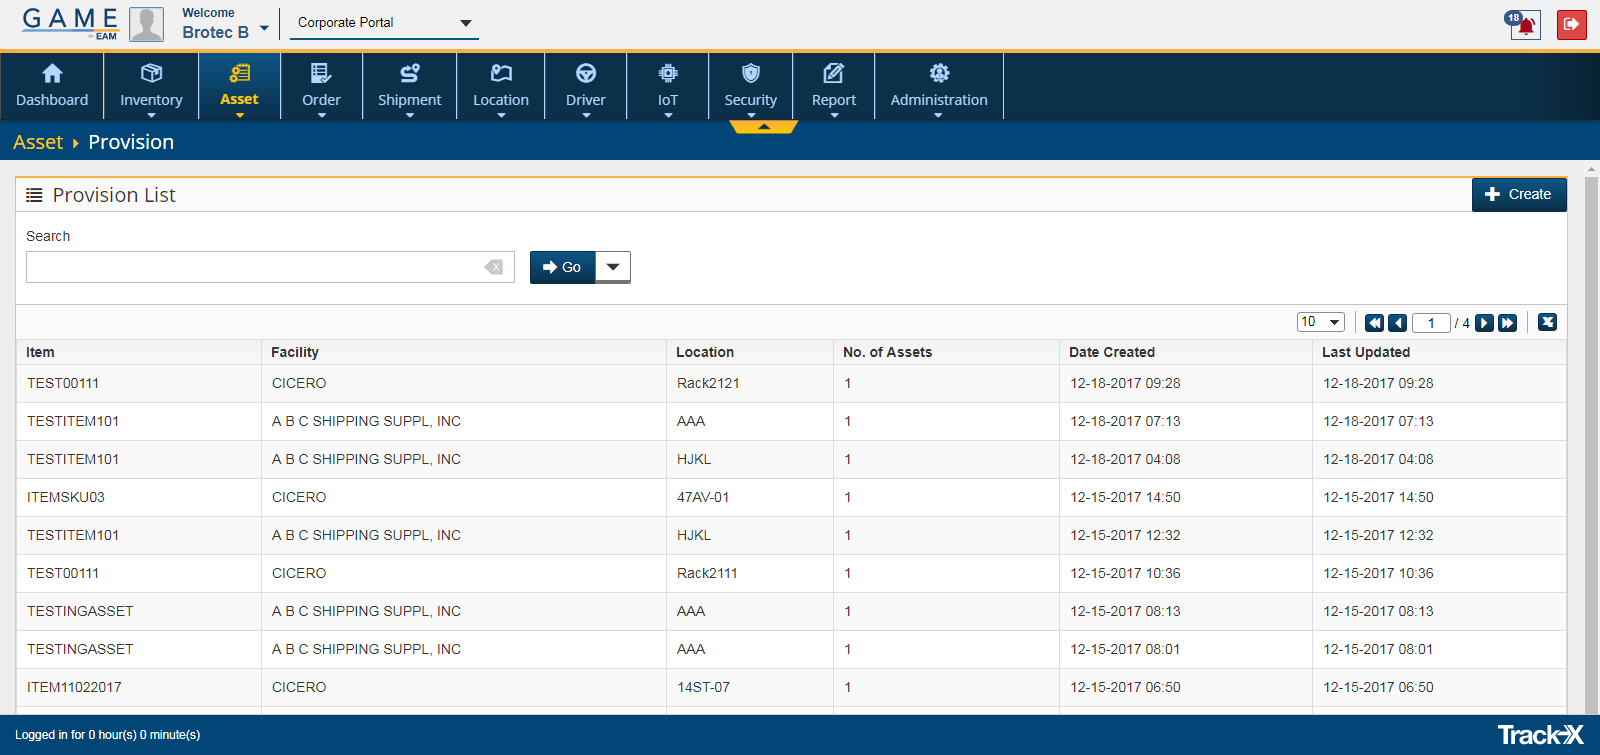 GAME
EAM
Welcome
Brotec B
Corporate Portal
18
Dashboard Inventory Asset Order Shipment Location Driver IoT Security Report Administration
Asset Provision
Provision List Create
Search
Go
10 1 / 4
Item Facility Location No. of Assets Date Created Last Updated
TEST00111 CICERO Rack2121 1 12-18-2017 09:28 12-18-2017 09:28
TESTITEM101 A B C SHIPPING SUPPL, INC AAA 1 12-18-2017 07:13 12-18-2017 07:13
TESTITEM101 A B C SHIPPING SUPPL, INC HJKL 1 12-18-2017 04:08 12-18-2017 04:08
ITEMSKU03 CICERO 47AV-01 1 12-15-2017 14:50 12-15-2017 14:50
TESTITEM101 A B C SHIPPING SUPPL, INC HJKL 1 12-15-2017 12:32 12-15-2017 12:32
TEST00111 CICERO Rack2111 1 12-15-2017 10:36 12-15-2017 10:36
TESTINGASSET A B C SHIPPING SUPPL, INC AAA 1 12-15-2017 08:13 12-15-2017 08:13
TESTINGASSET A B C SHIPPING SUPPL, INC AAA 1 12-15-2017 08:01 12-15-2017 08:01
ITEM11022017 CICERO 14ST-07 1 12-15-2017 06:50 12-15-2017 06:50
Logged in for 0 hour(s) 0 minute(s) Track-X